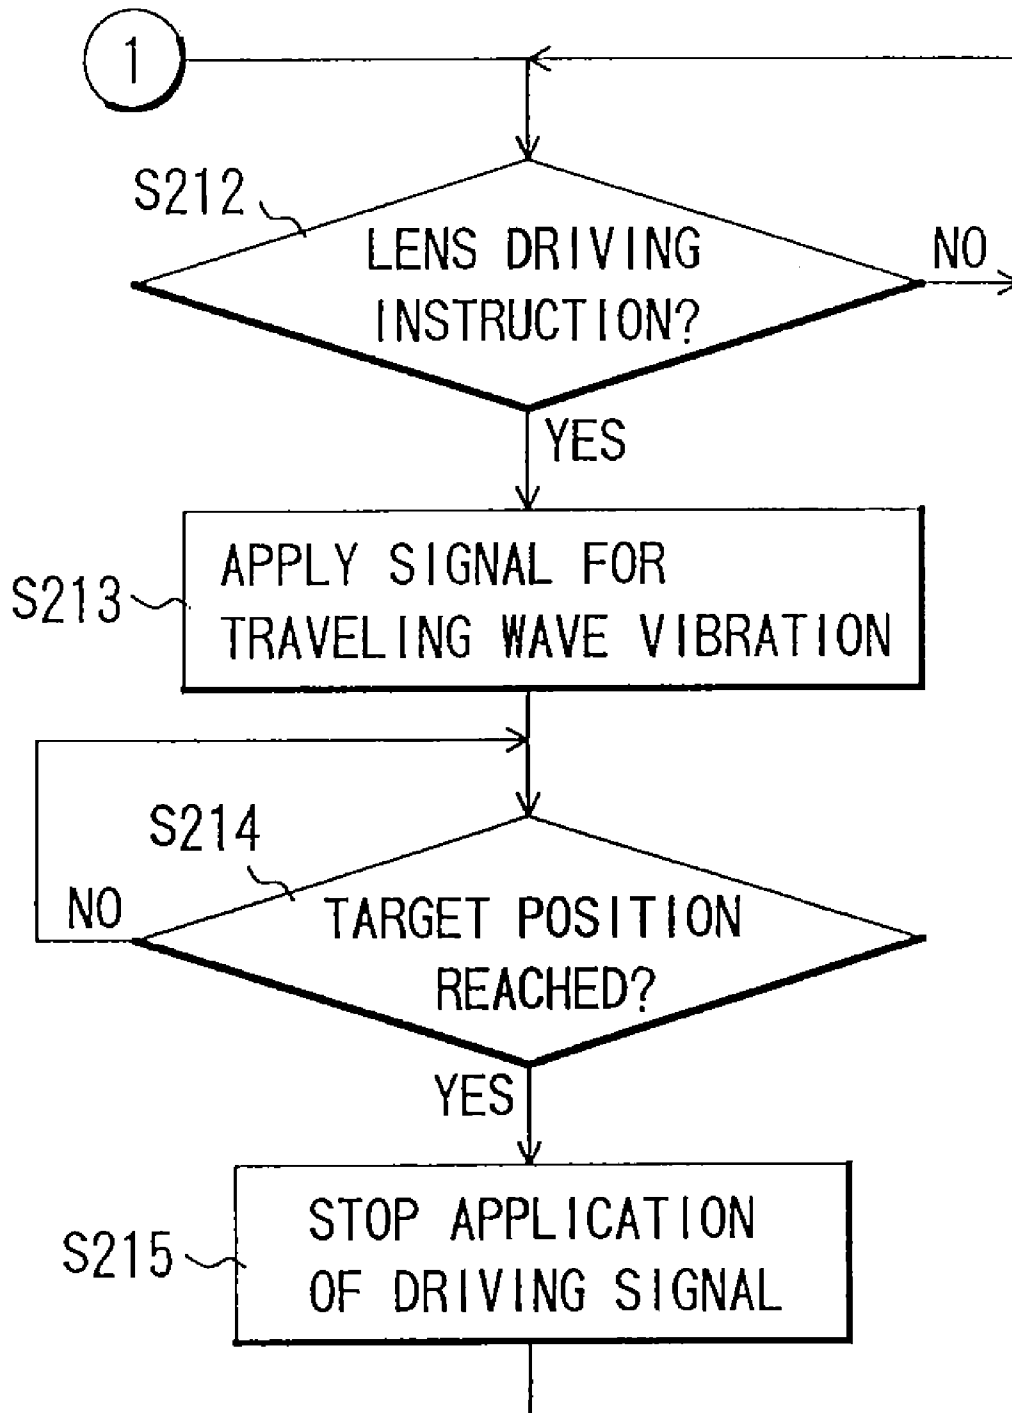 1
S212
LENS DRIVING
INSTRUCTION?
NO
YES
S213
APPLY SIGNAL FOR
TRAVELING WAVE VIBRATION
S214
NO
TARGET POSITION
REACHED?
YES
S215
STOP APPLICATION
OF DRIVING SIGNAL